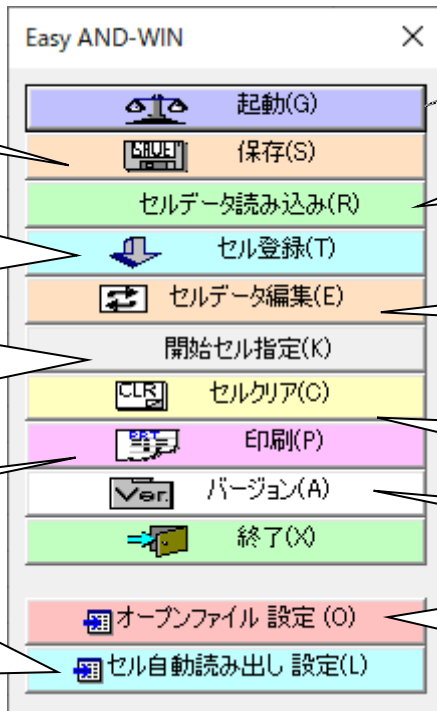 Easy AND-WIN
起動(G)
SAVE
保存(S)
セルデータ読み込み(R)
セル登録(T)
セルデータ編集(E)
開始セル指定(K)
CLR
セルクリア(C)
PRT
印刷(P)
Ver.
バージョン(A)
終了(X)
オープンファイル 設定 (O)
セル自動読み出し 設定(L)